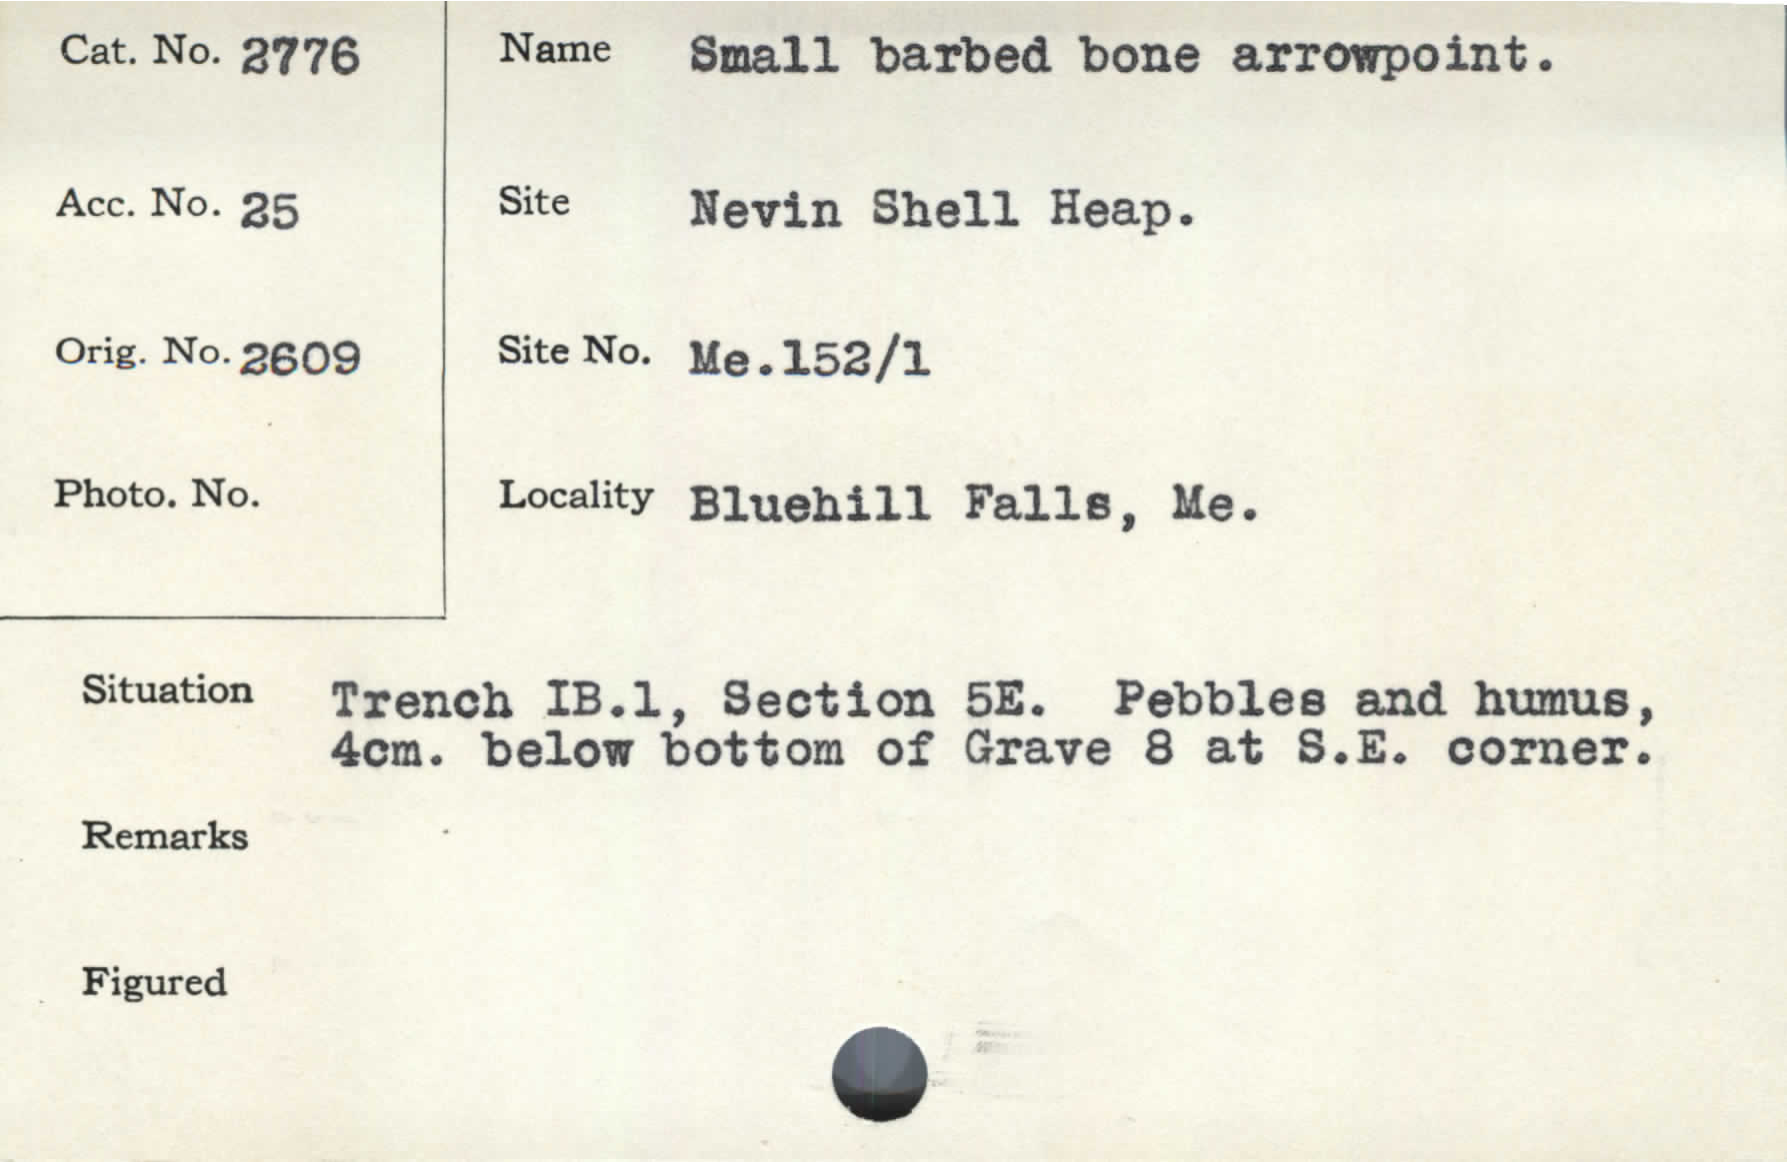 Cat. No. 2776
Name Small barbed bone arrowpoint.
Acc. No. 25
Site Nevin Shell Heap.
Orig. No. 2609
Site No. Me.152/1
Photo. No.
Locality Bluehill Falls, Me.
Situation Trench IB.1, Section 5E. Pebbles and humus,
4cm. below bottom of Grave 8 at S.E. corner.
Remarks
Figured